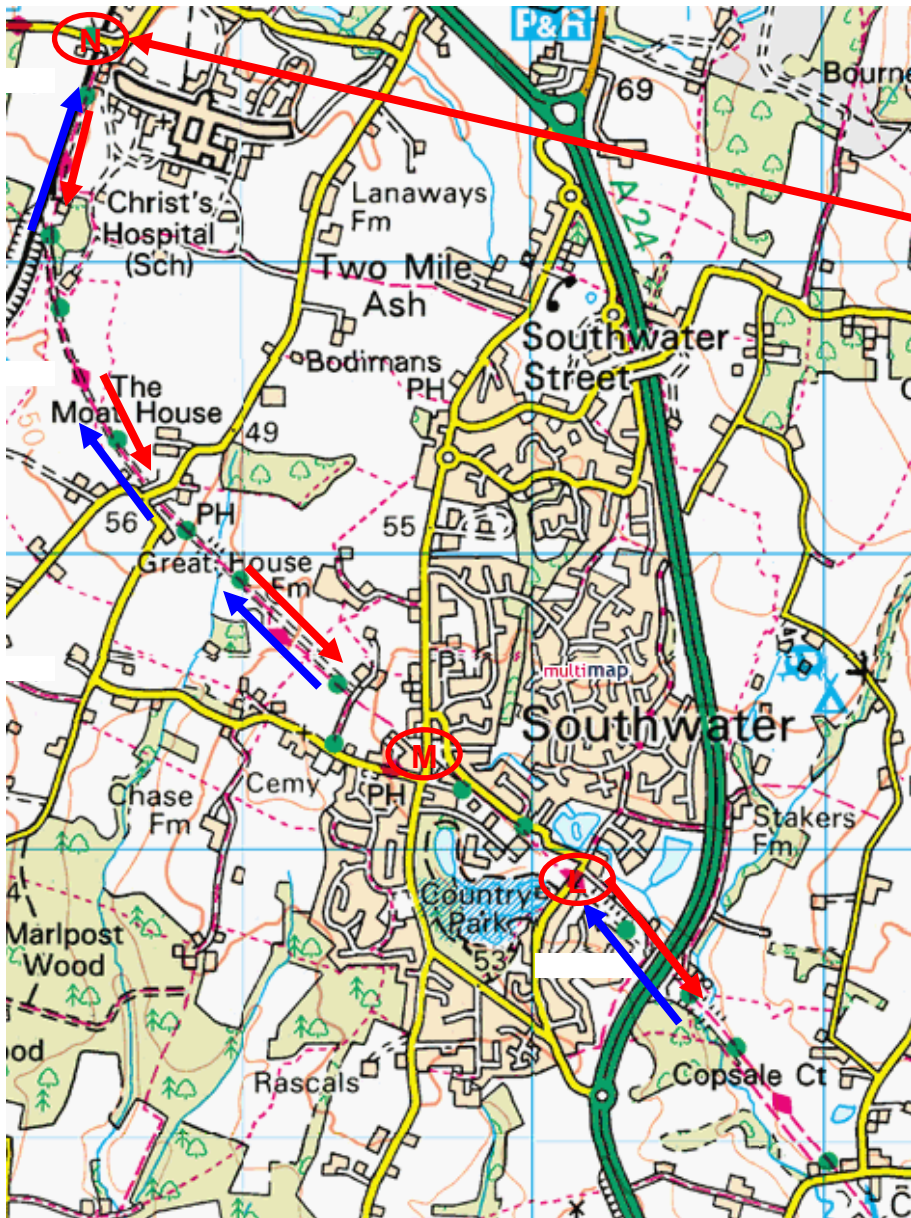 P&R
N
69
Bourne
Christ's
Hospital
(Sch)
Lanaways
Fm
A 24
Two Mile
Ash
Southwater
Street
Bodimans
PH
The
Moat House
50
49
56
PH
55
Great House
Fm
multimap
Southwater
M
PH
Cemy
Chase
Fm
Stakers
Fm
L
Country
Park
53
Marlpost
Wood
Rascals
Copsale Ct